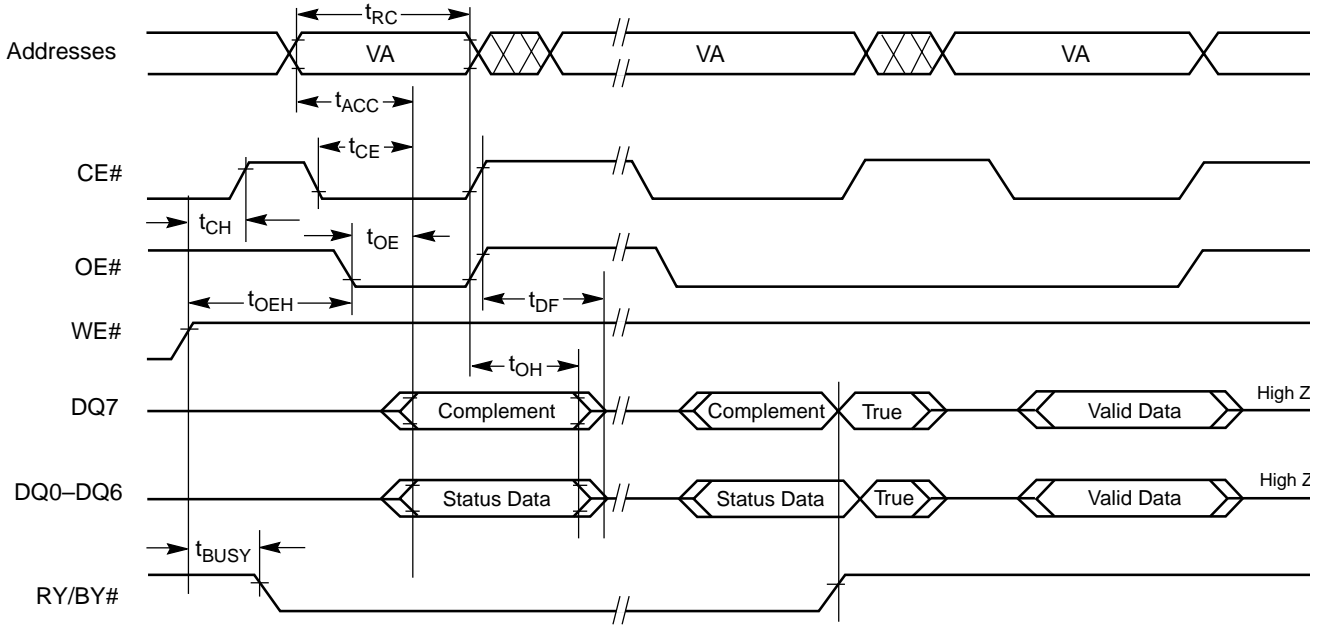 tRC
Addresses VA VA VA
tACC
tCE
CE#
tCH tOE
OE#
tOEH tDF
WE#
tOH
DQ7 Complement Complement True Valid Data High Z
DQ0–DQ6 Status Data Status Data True Valid Data High Z
tBUSY
RY/BY#